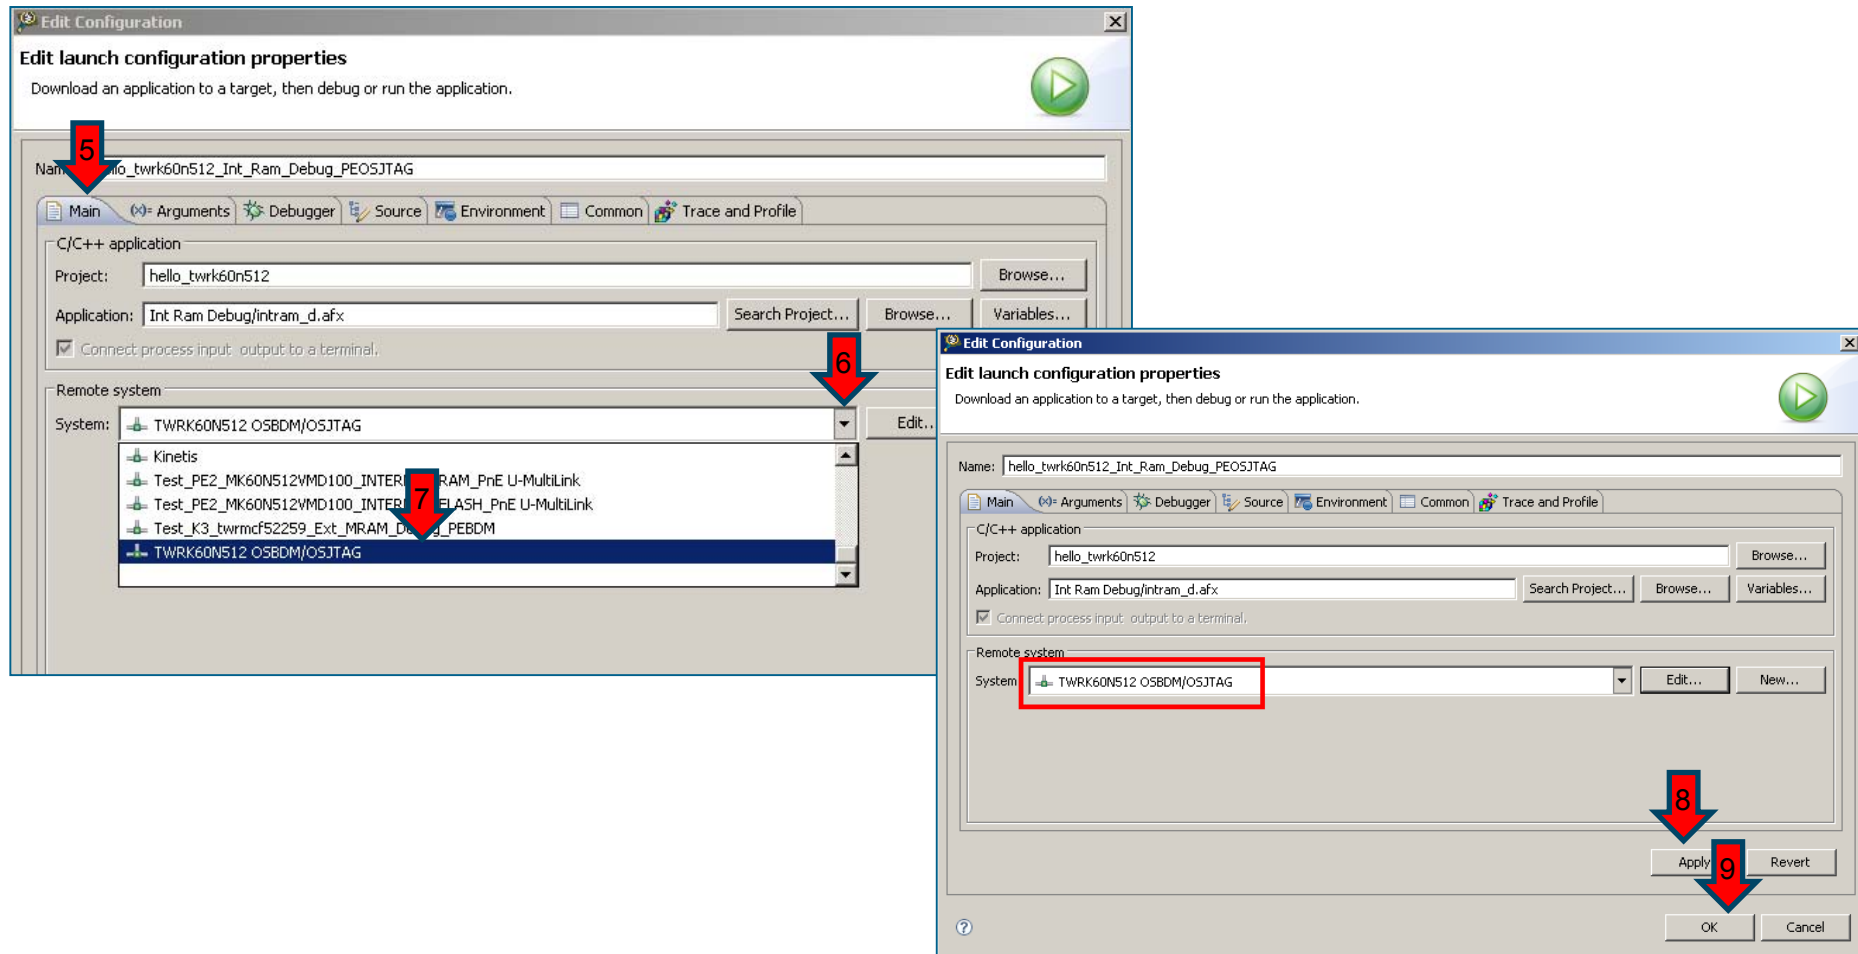 Edit Configuration
Edit launch configuration properties
Download an application to a target, then debug or run the application.
5
llo_twrk60n512_Int_Ram_Debug_PEOSJTAG
Main (x)= Arguments Debugger Source Environment Common Trace and Profile
C/C++ application
Project: hello_twrk60n512 Browse...
Application: Int Ram Debug/intram_d.afx Search Project... Browse... Variables...
Connect process input output to a terminal.
6
Remote system
System: TWRK60N512 OSBDM/OSJTAG Edit..
Kinetis
Test_PE2_MK60N512VMD100_INTER RAM_PnE U-MultiLink
Test_PE2_MK60N512VMD100_INTE LASH_PnE U-MultiLink
7
Test_K3_twrmcf52259_Ext_MRAM_D g_PEBDM
TWRK60N512 OSBDM/OSJTAG
Edit Configuration
Edit launch configuration properties
Download an application to a target, then debug or run the application.
Name: hello_twrk60n512_Int_Ram_Debug_PEOSJTAG
Main (x)= Arguments Debugger Source Environment Common Trace and Profile
C/C++ application
Project: hello_twrk60n512 Browse...
Application: Int Ram Debug/intram_d.afx Search Project... Browse... Variables...
Connect process input output to a terminal.
Remote system
System TWRK60N512 OSBDM/OSJTAG Edit... New...
8
Apply Revert
9
OK Cancel